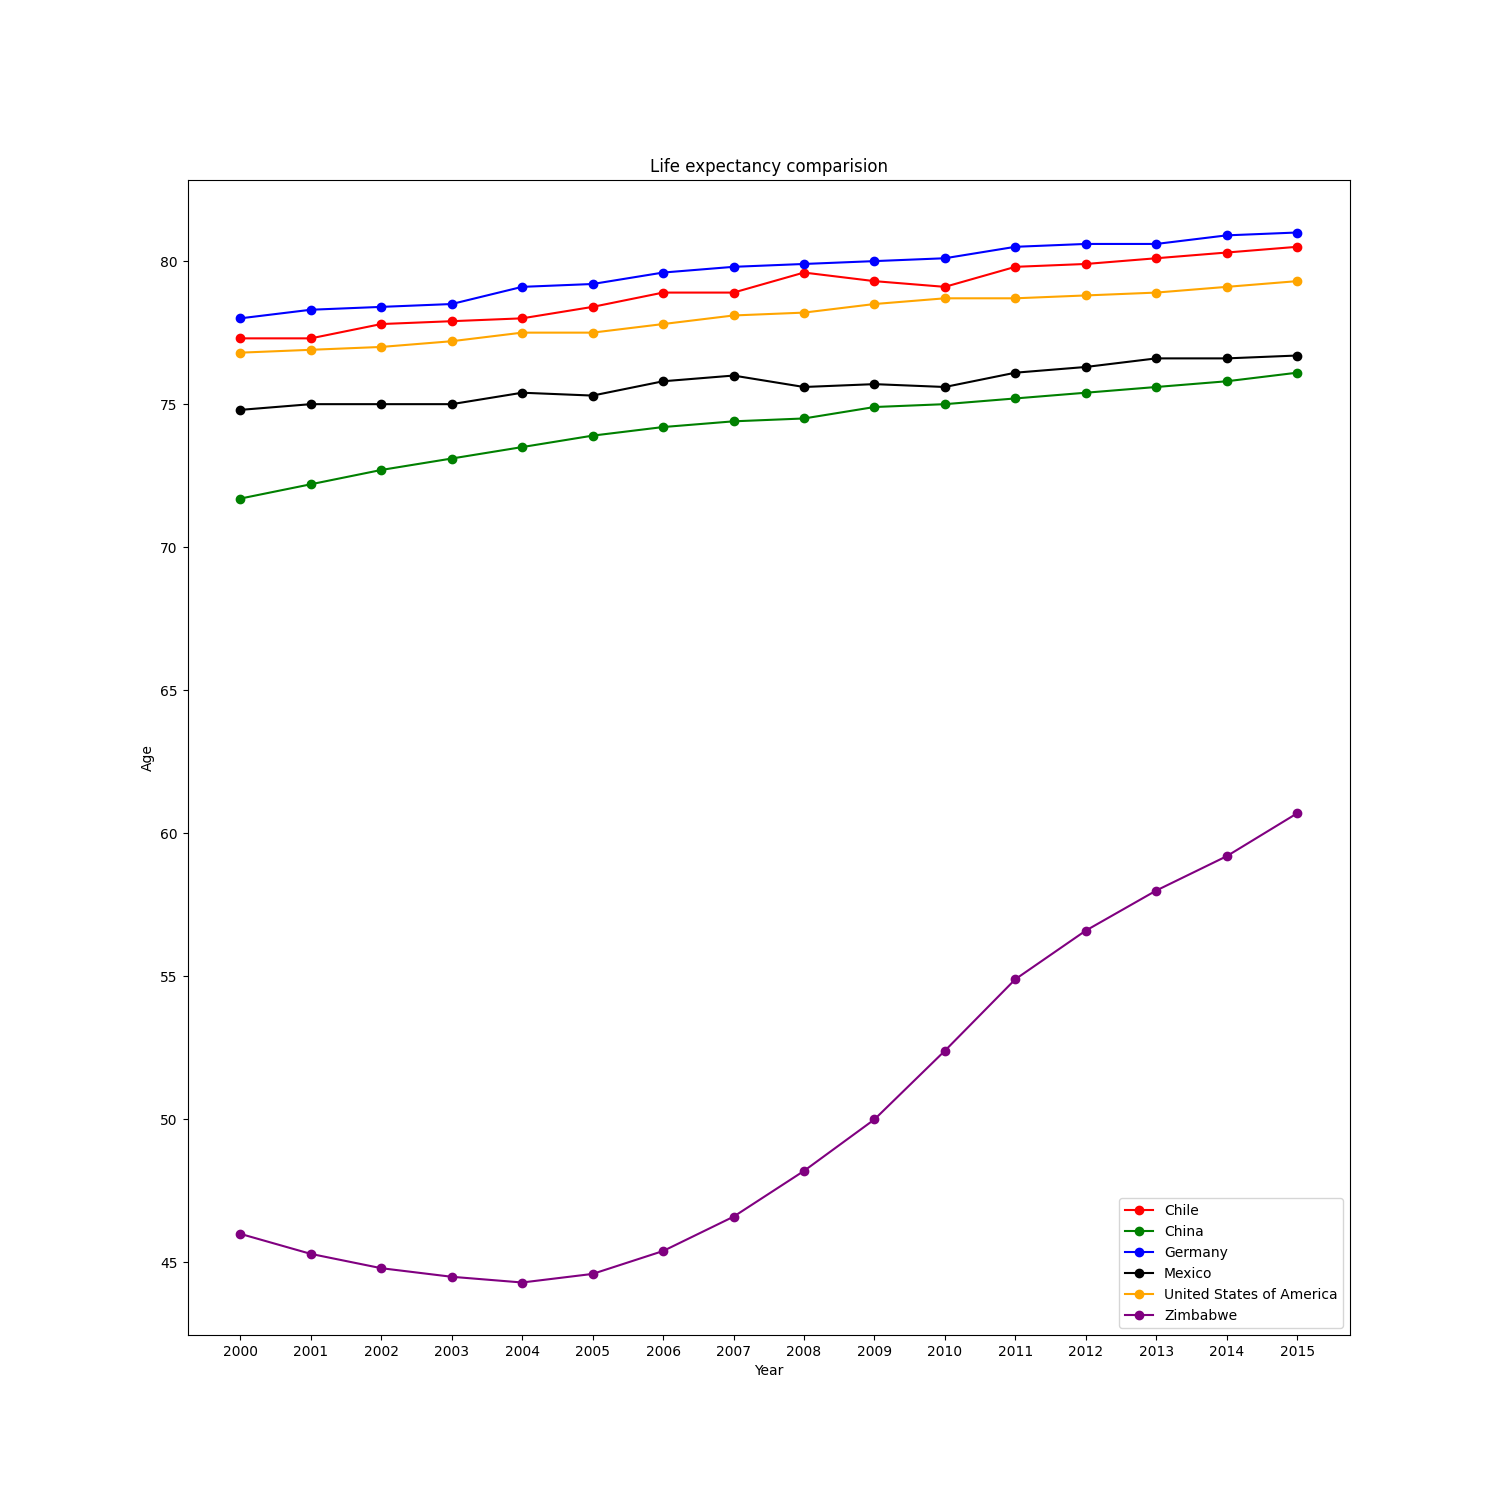 Life expectancy comparision
80
75
70
65
60
55
50
45
Age
2000 2001 2002 2003 2004 2005 2006 2007 2008 2009 2010 2011 2012 2013 2014 2015
Year
Chile
China
Germany
Mexico
United States of America
Zimbabwe